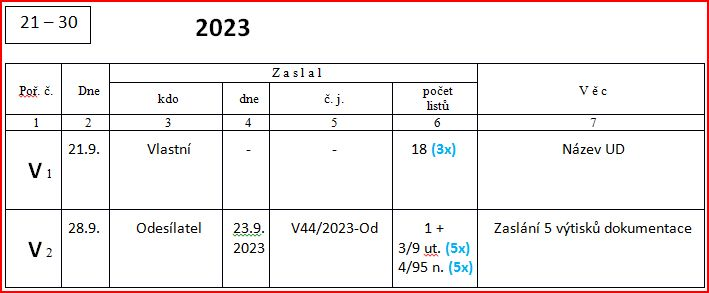 21 – 30
2023
Poř. č.
Dne
Z a s l a l
kdo
dne
č. j.
počet
listů
V ě c
1 2 3 4 5 6 7
V 1
21.9.
Vlastní
-
-
18 (3x)
Název UD
V 2
28.9.
Odesílatel
23.9.
2023
V44/2023-Od
1 +
3/9 ut. (5x)
4/95 n. (5x)
Zaslání 5 výtisků dokumentace